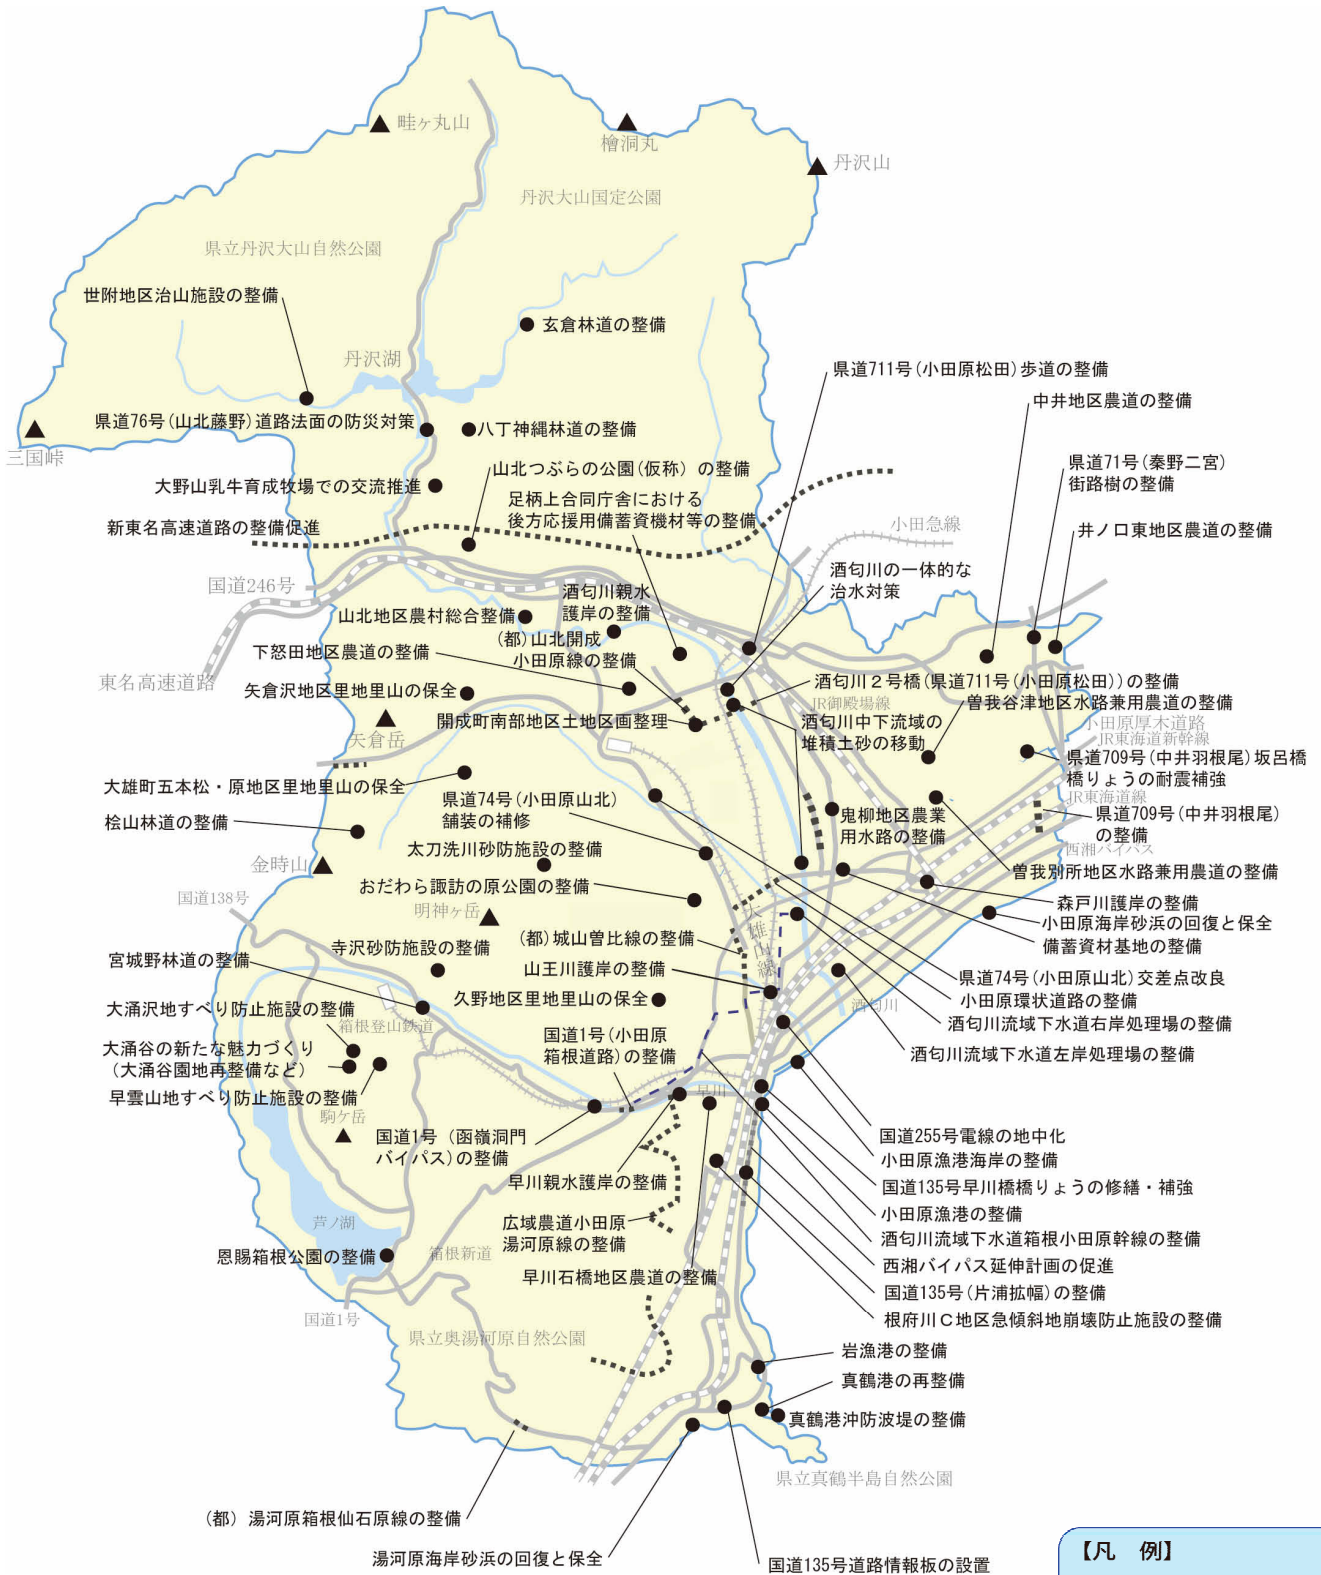 畦ヶ丸山
檜洞丸
丹沢山
丹沢大山国定公園
県立丹沢大山自然公園
世附地区治山施設の整備
玄倉林道の整備
丹沢湖
県道711号(小田原松田)歩道の整備
中井地区農道の整備
県道76号(山北藤野)道路法面の防災対策
八丁神縄林道の整備
三国峠
県道71号(秦野二宮)
街路樹の整備
山北つぶらの公園(仮称)の整備
大野山乳牛育成牧場での交流推進
足柄上合同庁舎における
後方応援用備蓄資機材等の整備
新東名高速道路の整備促進
小田急線
井ノ口東地区農道の整備
酒匂川の一体的な
治水対策
国道246号
酒匂川親水
護岸の整備
山北地区農村総合整備
(都)山北開成
小田原線の整備
下怒田地区農道の整備
東名高速道路
矢倉沢地区里地里山の保全
酒匂川2号橋(県道711号(小田原松田))の整備
JR御殿場線
曽我谷津地区水路兼用農道の整備
開成町南部地区土地区画整理
酒匂川中下流域の
堆積土砂の移動
小田原厚木道路
JR東海道新幹線
矢倉岳
県道709号(中井羽根尾)坂呂橋
橋りょうの耐震補強
大雄町五本松・原地区里地里山の保全
県道74号(小田原山北)
舗装の補修
JR東海道線
鬼柳地区農業
用水路の整備
県道709号(中井羽根尾)
の整備
桧山林道の整備
太刀洗川砂防施設の整備
西湘バイパス
金時山
曽我別所地区水路兼用農道の整備
おだわら諏訪の原公園の整備
国道138号
明神ヶ岳
森戸川護岸の整備
小田原海岸砂浜の回復と保全
備蓄資材基地の整備
大雄山線
(都)城山曽比線の整備
寺沢砂防施設の整備
宮城野林道の整備
山王川護岸の整備
県道74号(小田原山北)交差点改良
小田原環状道路の整備
久野地区里地里山の保全
酒匂川
大涌沢地すべり防止施設の整備
箱根登山鉄道
酒匂川流域下水道右岸処理場の整備
国道1号(小田原
箱根道路)の整備
大涌谷の新たな魅力づくり
(大涌谷園地再整備など)
酒匂川流域下水道左岸処理場の整備
早雲山地すべり防止施設の整備
早川
駒ケ岳
国道1号(函嶺洞門
バイパス)の整備
国道255号電線の地中化
小田原漁港海岸の整備
早川親水護岸の整備
国道135号早川橋橋りょうの修繕・補強
小田原漁港の整備
芦ノ湖
広域農道小田原
湯河原線の整備
酒匂川流域下水道箱根小田原幹線の整備
恩賜箱根公園の整備
箱根新道
西湘バイパス延伸計画の促進
早川石橋地区農道の整備
国道135号(片浦拡幅)の整備
国道1号
根府川C地区急傾斜地崩壊防止施設の整備
県立奥湯河原自然公園
岩漁港の整備
真鶴港の再整備
真鶴港沖防波堤の整備
県立真鶴半島自然公園
(都)湯河原箱根仙石原線の整備
湯河原海岸砂浜の回復と保全
国道135号道路情報板の設置
【凡 例】